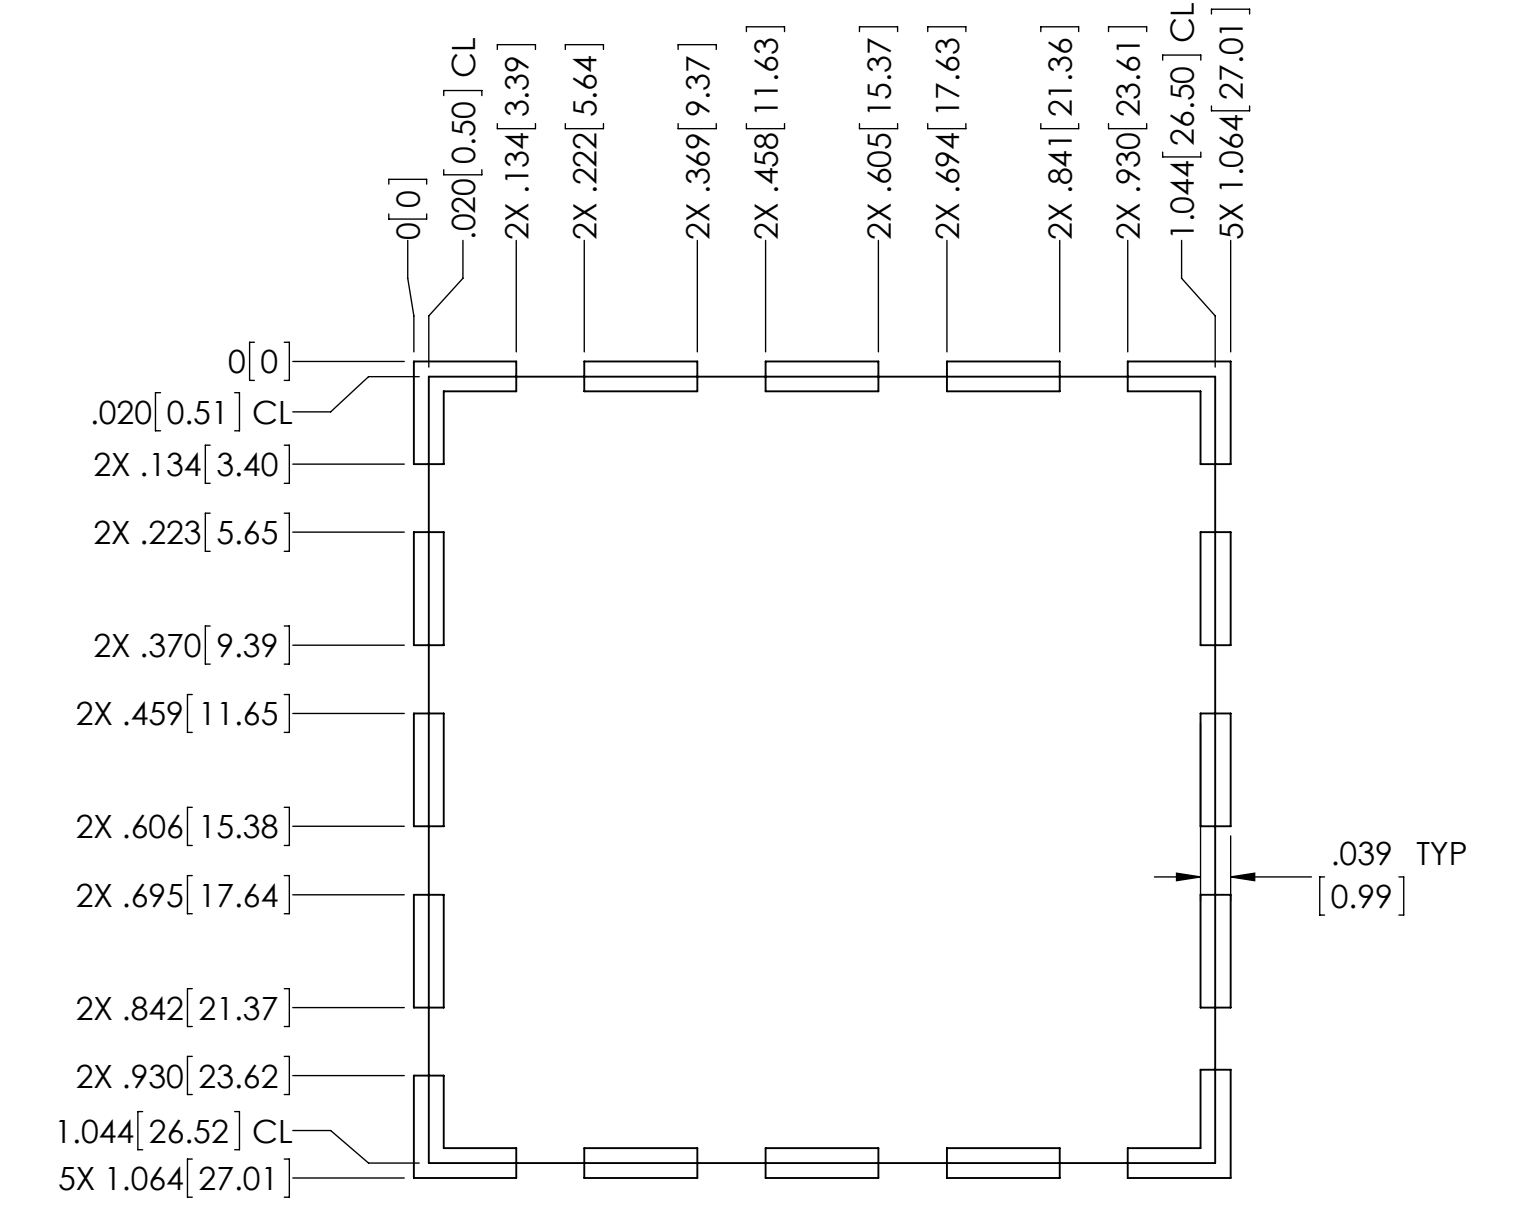 0[0]
.020[0.50] CL
2X .134[3.39]
2X .222[5.64]
2X .369[9.37]
2X .458[11.63]
2X .605[15.37]
2X .694[17.63]
2X .841[21.36]
2X .930[23.61]
1.044[26.50] CL
5X 1.064[27.01]
0[0]
.020[0.51] CL
2X .134[3.40]
2X .223[5.65]
2X .370[9.39]
2X .459[11.65]
2X .606[15.38]
2X .695[17.64]
2X .842[21.37]
2X .930[23.62]
1.044[26.52] CL
5X 1.064[27.01]
.039 TYP
[0.99]